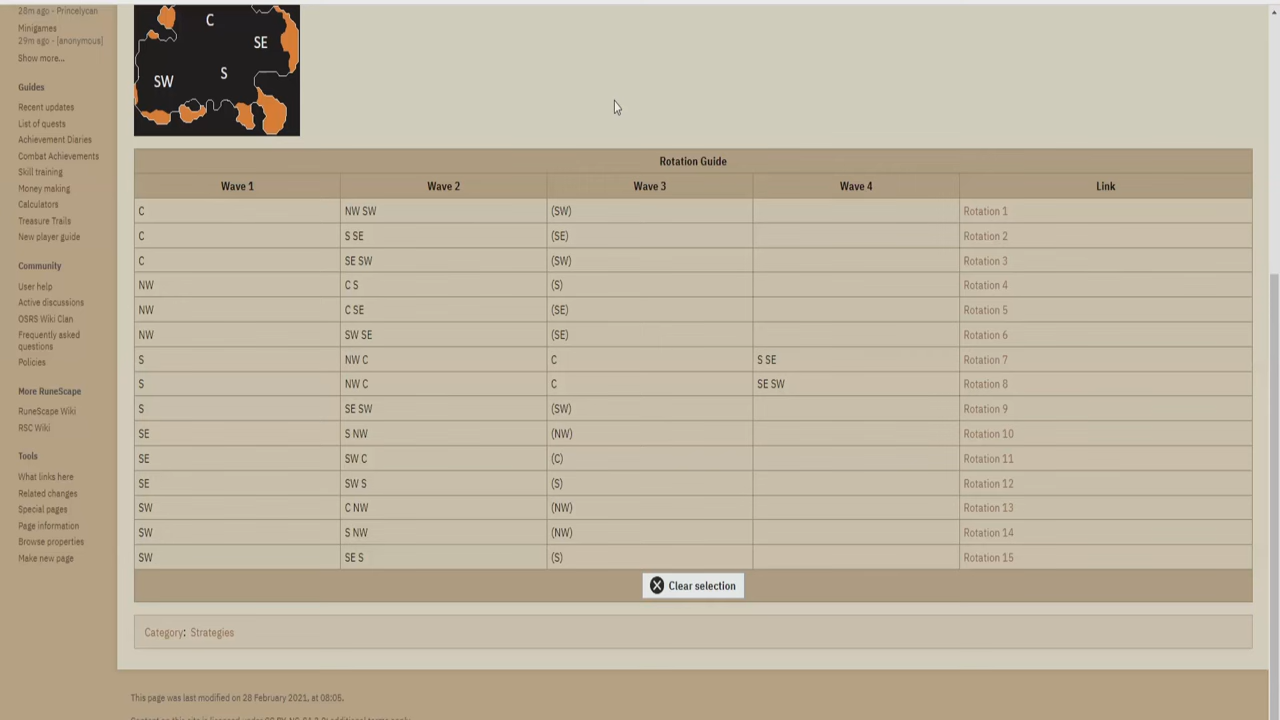 28m ago - Princelycan
Minigames
29m ago - [anonymous]
Show more...
Guides
Recent updates
List of quests
Achievement Diaries
Combat Achievements
Skill training
Money making
Calculators
Treasure Trails
New player guide
Community
User help
Active discussions
OSRS Wiki Clan
Frequently asked
questions
Policies
More RuneScape
RuneScape Wiki
RSC Wiki
Tools
What links here
Related changes
Special pages
Page information
Browse properties
Make new page
C
SE
S
SW
Rotation Guide
Wave 1 Wave 2 Wave 3 Wave 4 Link
C NW SW (SW) Rotation 1
C S SE (SE) Rotation 2
C SE SW (SW) Rotation 3
NW C S (S) Rotation 4
NW C SE (SE) Rotation 5
NW SW SE (SE) Rotation 6
S NW C C S SE Rotation 7
S NW C C SE SW Rotation 8
S SE SW (SW) Rotation 9
SE S NW (NW) Rotation 10
SE SW C (C) Rotation 11
SE SW S (S) Rotation 12
SW C NW (NW) Rotation 13
SW S NW (NW) Rotation 14
SW SE S (S) Rotation 15
Clear selection
Category: Strategies
This page was last modified on 28 February 2021, at 08:05.